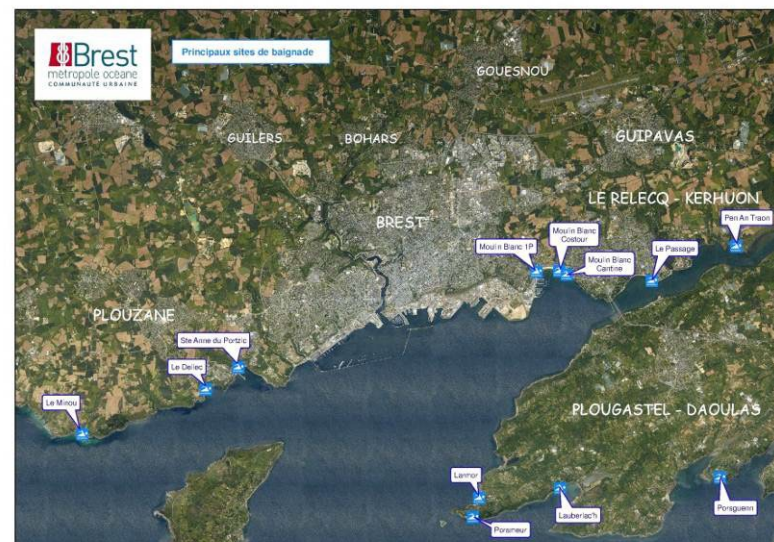 Brest
métropole océane
COMMUNAUTÉ URBAINE
Principaux sites de baignade
GOUESNOU
GUILERS
BOHARS
GUIPAVAS
LE RELECQ - KERHUON
BREST
Pen An Traon
Moulin Blanc
Costour
Moulin Blanc 1P
Moulin Blanc
Cantine
Le Passage
PLOUZANE
Ste Anne du Portzic
Le Dellec
Le Minou
PLOUGASTEL - DAOULAS
Lanmor
Porsmeur
Lauberlac'h
Porsguenn